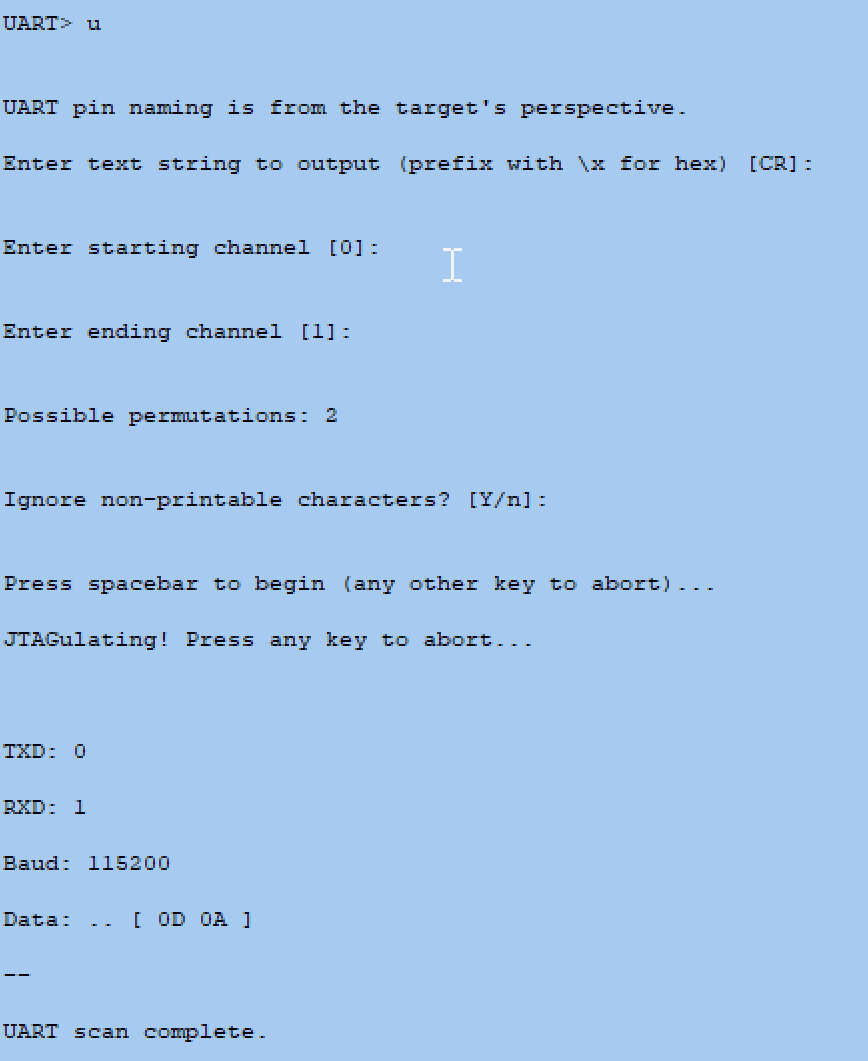 UART> u
UART pin naming is from the target's perspective.
Enter text string to output (prefix with \x for hex) [CR]:
Enter starting channel [0]:
Enter ending channel [1]:
Possible permutations: 2
Ignore non-printable characters? [Y/n]:
Press spacebar to begin (any other key to abort)...
JTAGulating! Press any key to abort...
TXD: 0
RXD: 1
Baud: 115200
Data: .. [ 0D 0A ]
--
UART scan complete.